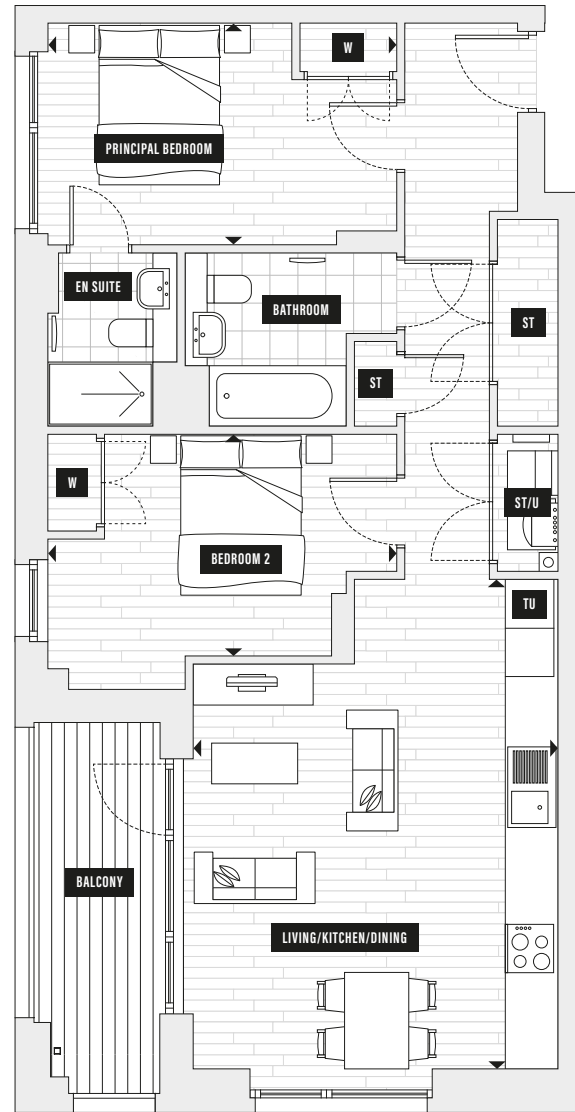 W
PRINCIPAL BEDROOM
EN SUITE
BATHROOM
ST
ST
W
ST/U
BEDROOM 2
TU
BALCONY
LIVING/KITCHEN/DINING